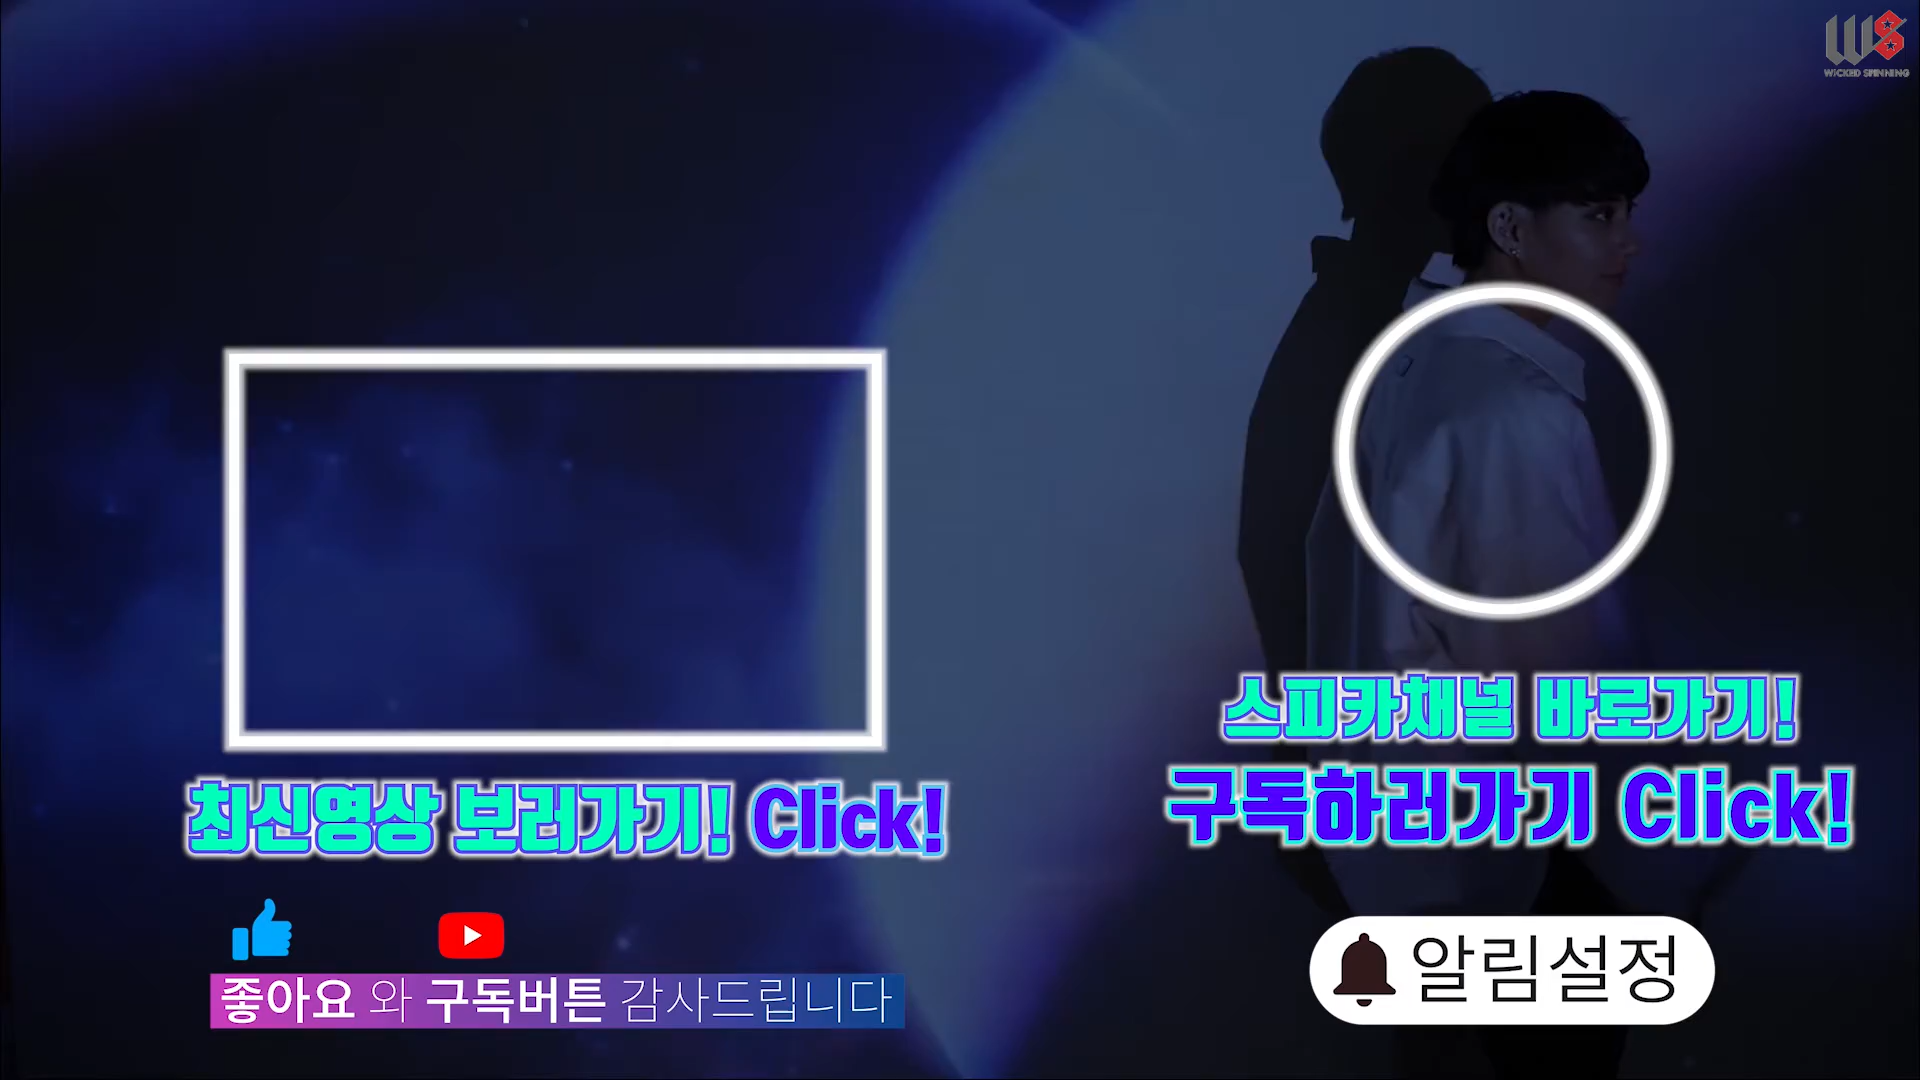 WS
WICKED SPINNING
최신영상 보러가기! Click!
좋아요 와 구독버튼 감사드립니다
스피카채널 바로가기!
구독하러가기 Click!
알림설정